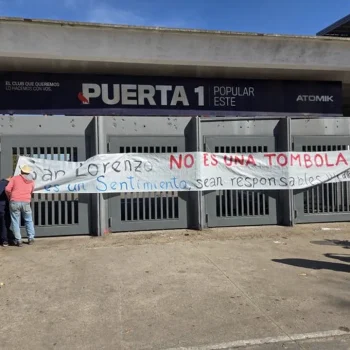 EL CLUB QUE QUEREMOS
LO HACEMOS CON VOS.
PUERTA 1
POPULAR
ESTE
ATOMIK
San Lorenzo NO ES UNA TOMBOLA
es un Sentimiento sean responsables